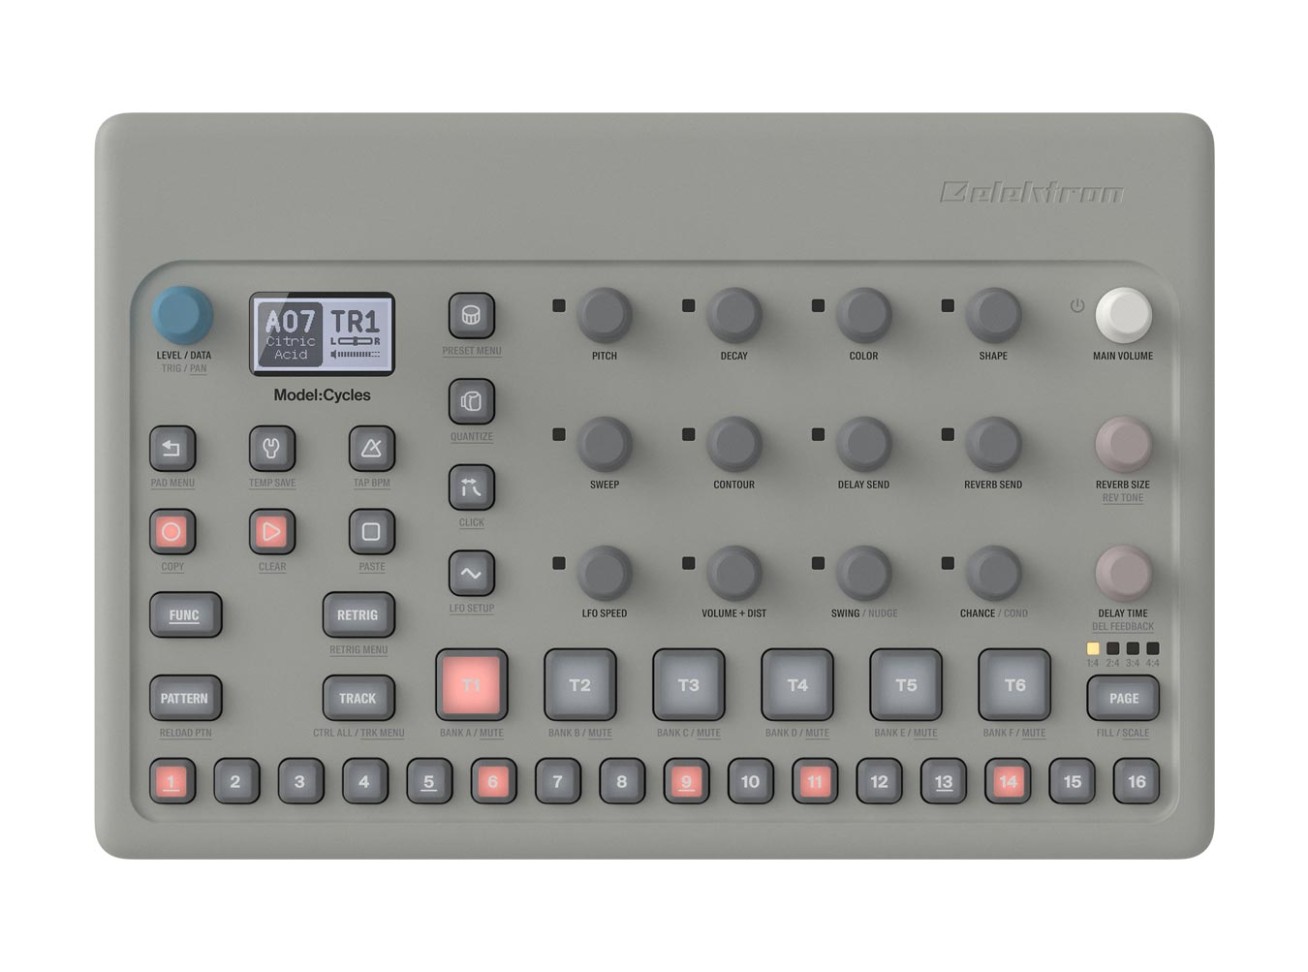 elektron
A07 TR1
Citric
Acid
L R
Model:Cycles
LEVEL / DATA
TRIG / PAN
PRESET MENU
PITCH
DECAY
COLOR
SHAPE
MAIN VOLUME
QUANTIZE
PAD MENU
TEMP SAVE
TAP BPM
SWEEP
CONTOUR
DELAY SEND
REVERB SEND
REVERB SIZE
REV TONE
CLICK
COPY
CLEAR
PASTE
LFO SETUP
LFO SPEED
VOLUME + DIST
SWING / NUDGE
CHANCE / COND
DELAY TIME
DEL FEEDBACK
FUNC
RETRIG
RETRIG MENU
1:4 2:4 3:4 4:4
PATTERN
TRACK
T1
T2
T3
T4
T5
T6
PAGE
RELOAD PTN
CTRL ALL / TRK MENU
BANK A / MUTE
BANK B / MUTE
BANK C / MUTE
BANK D / MUTE
BANK E / MUTE
BANK F / MUTE
FILL / SCALE
1 2 3 4 5 6 7 8 9 10 11 12 13 14 15 16